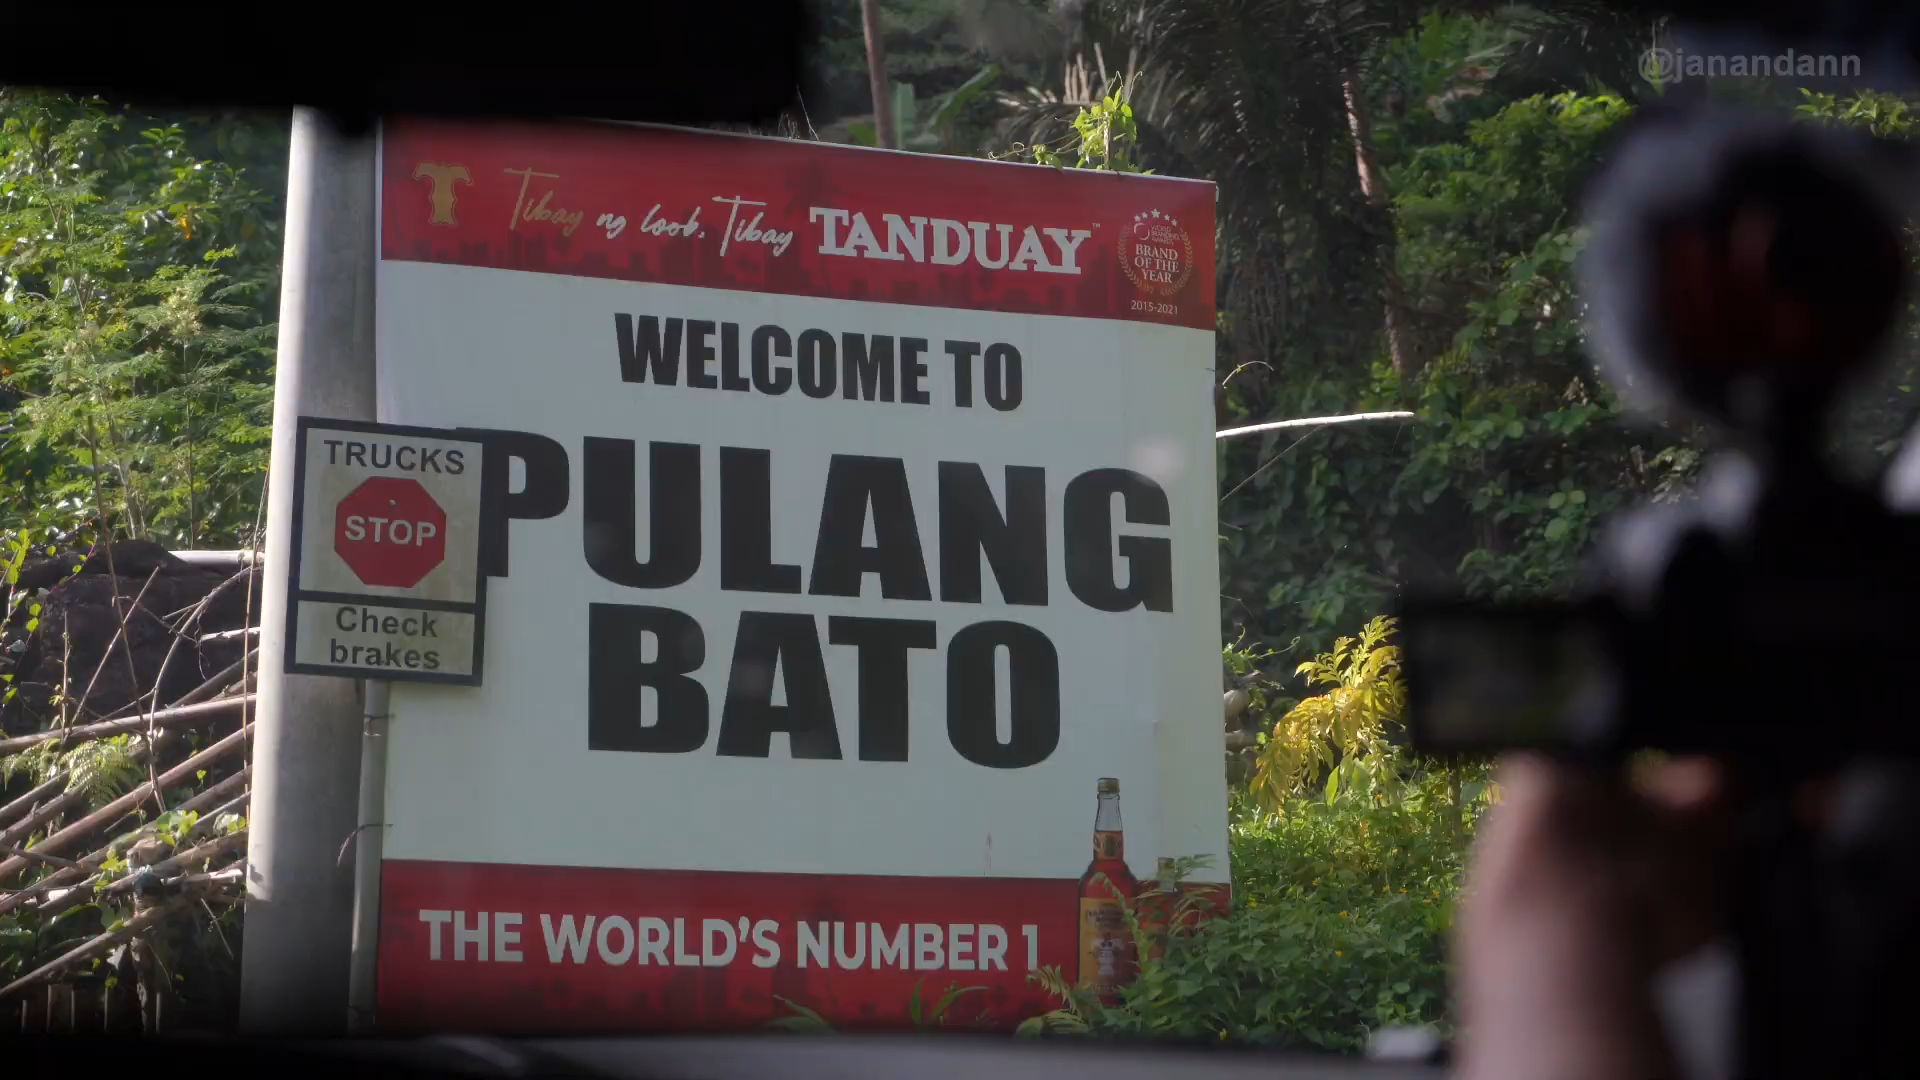 @janandann
Tibay ng loob, Tibay TANDUAY™
BRAND
OF THE
YEAR
2015-2021
WELCOME TO
PULANG
BATO
TRUCKS
STOP
Check
brakes
THE WORLD'S NUMBER 1